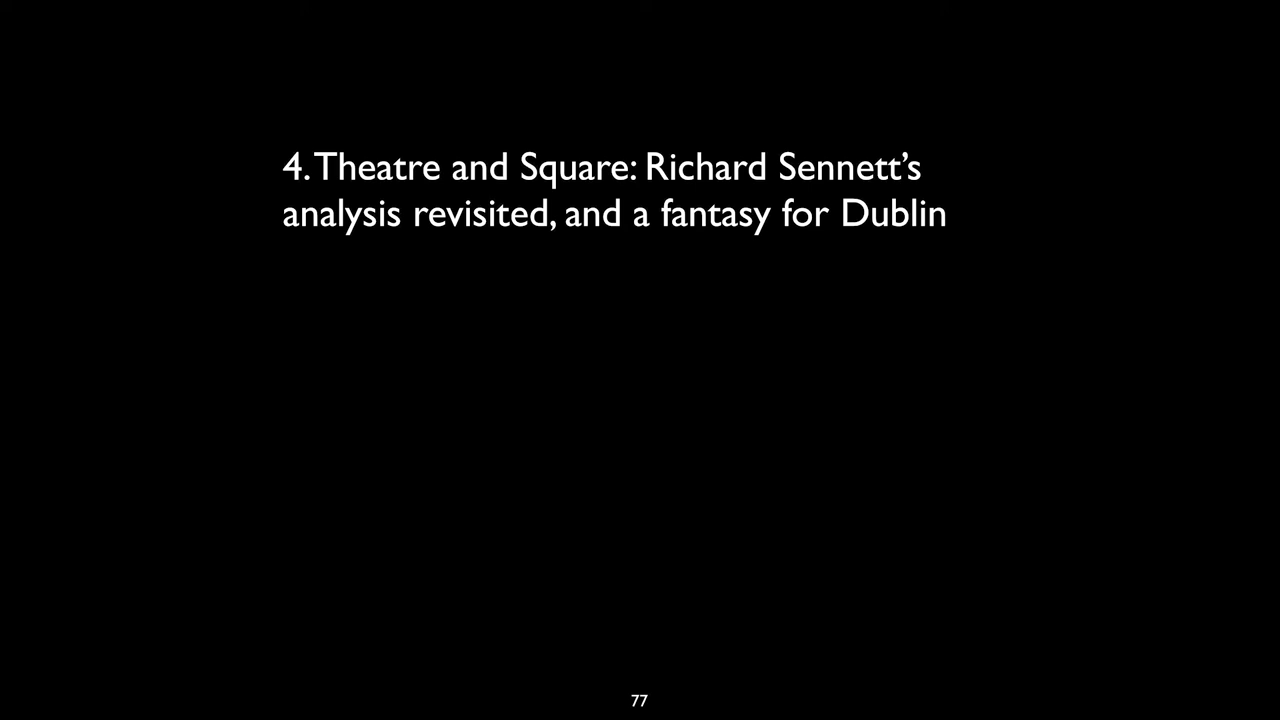 4. Theatre and Square: Richard Sennett’s
analysis revisited, and a fantasy for Dublin
77